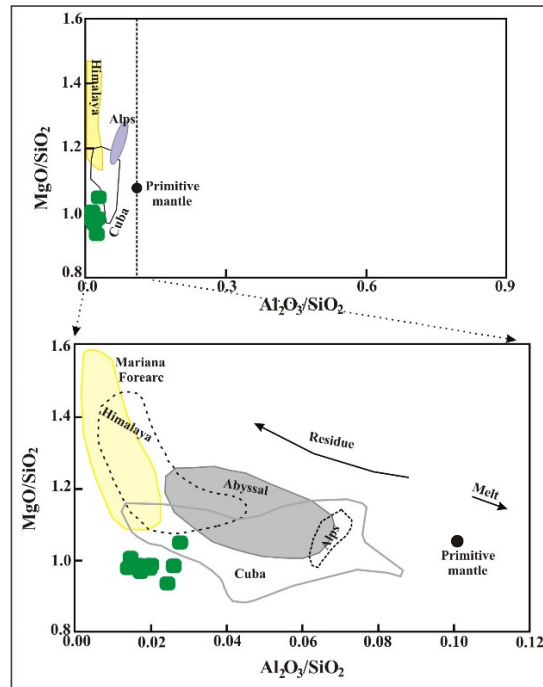 1.6
1.4
1.2
1.0
0.8
MgO/SiO₂
Himalaya
Alps
Cuba
Primitive
mantle
0.0
0.3
0.6
0.9
Al₂O₃/SiO₂
1.6
1.4
1.2
1.0
0.8
MgO/SiO₂
Mariana
Forearc
Himalaya
Abyssal
Residue
Melt
Alps
Cuba
Primitive
mantle
0.00
0.02
0.04
0.06
0.08
0.10
0.12
Al₂O₃/SiO₂